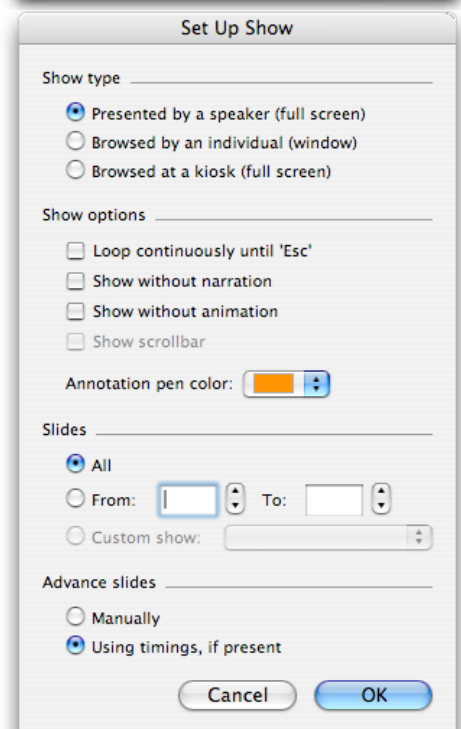 Set Up Show
Show type
Presented by a speaker (full screen)
Browsed by an individual (window)
Browsed at a kiosk (full screen)
Show options
Loop continuously until 'Esc'
Show without narration
Show without animation
Show scrollbar
Annotation pen color:
Slides
All
From: To:
Custom show:
Advance slides
Manually
Using timings, if present
Cancel OK